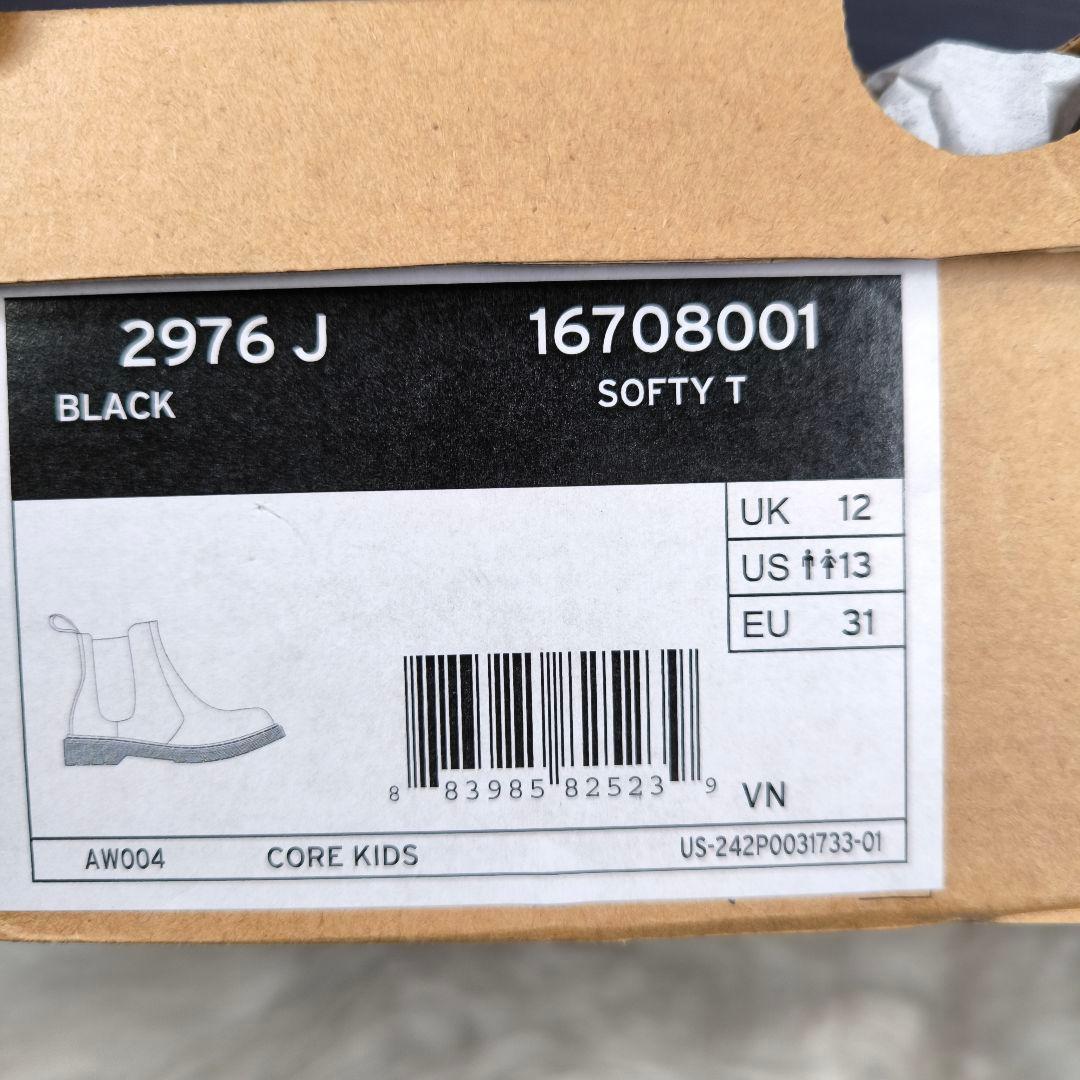 2976 J 16708001
BLACK SOFTY T
UK 12
US 13
EU 31
8 83985 82523 9 VN
AW004 CORE KIDS US-242P0031733-01